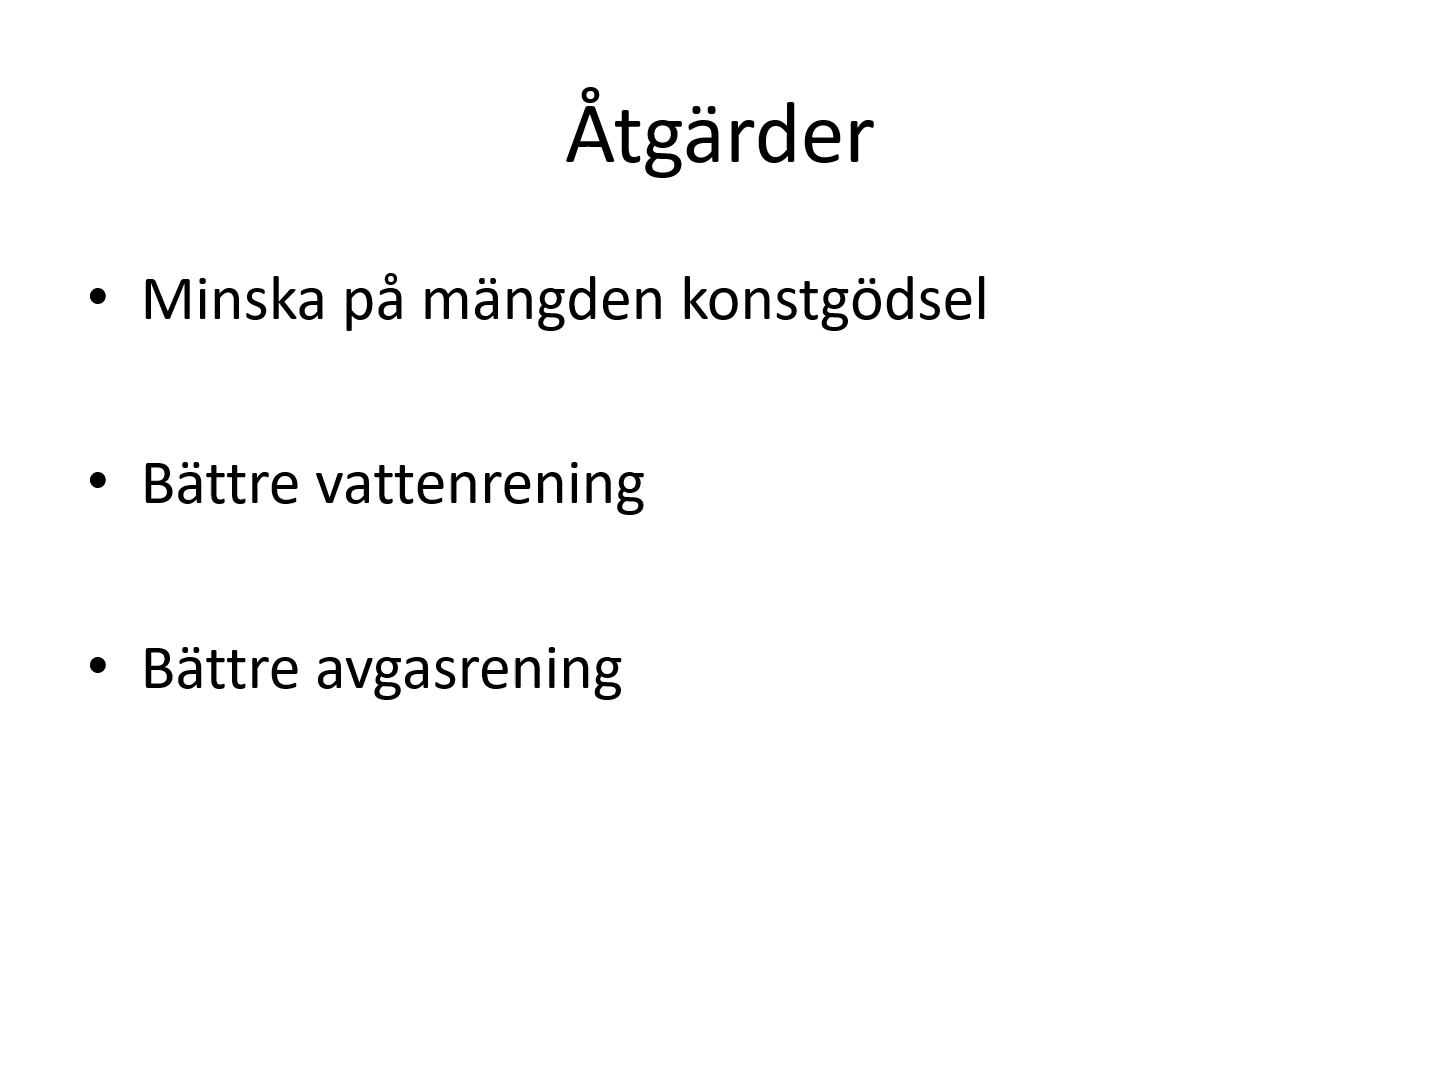 Åtgärder
• Minska på mängden konstgödsel
• Bättre vattenrening
• Bättre avgasrening